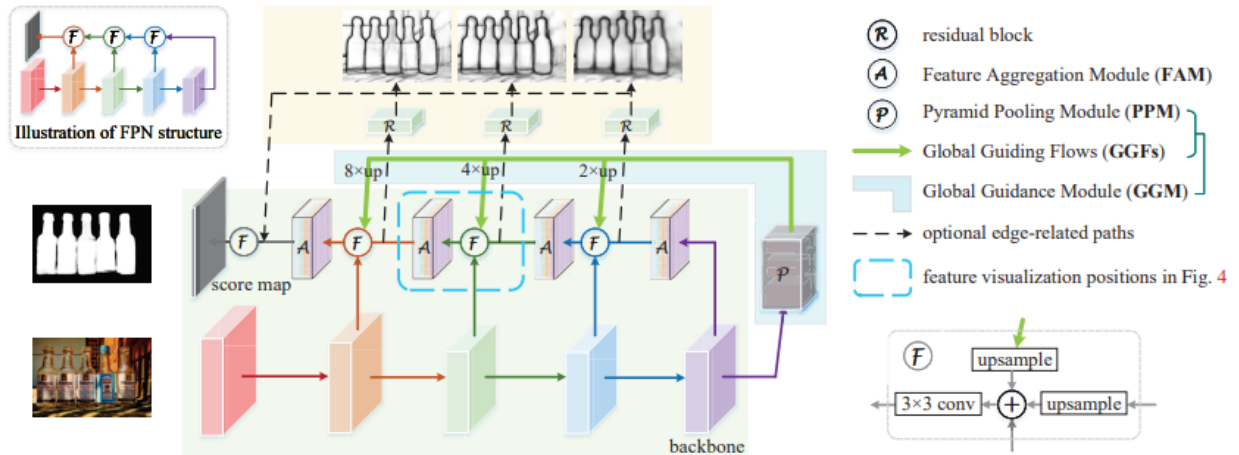 F
F
F
Illustration of FPN structure
R
R
R
8×up
4×up
2×up
F
A
F
A
F
A
F
A
P
score map
backbone
R residual block
A Feature Aggregation Module (FAM)
P Pyramid Pooling Module (PPM)
Global Guiding Flows (GGFs)
Global Guidance Module (GGM)
optional edge-related paths
feature visualization positions in Fig. 4
F
upsample
3×3 conv
+
upsample